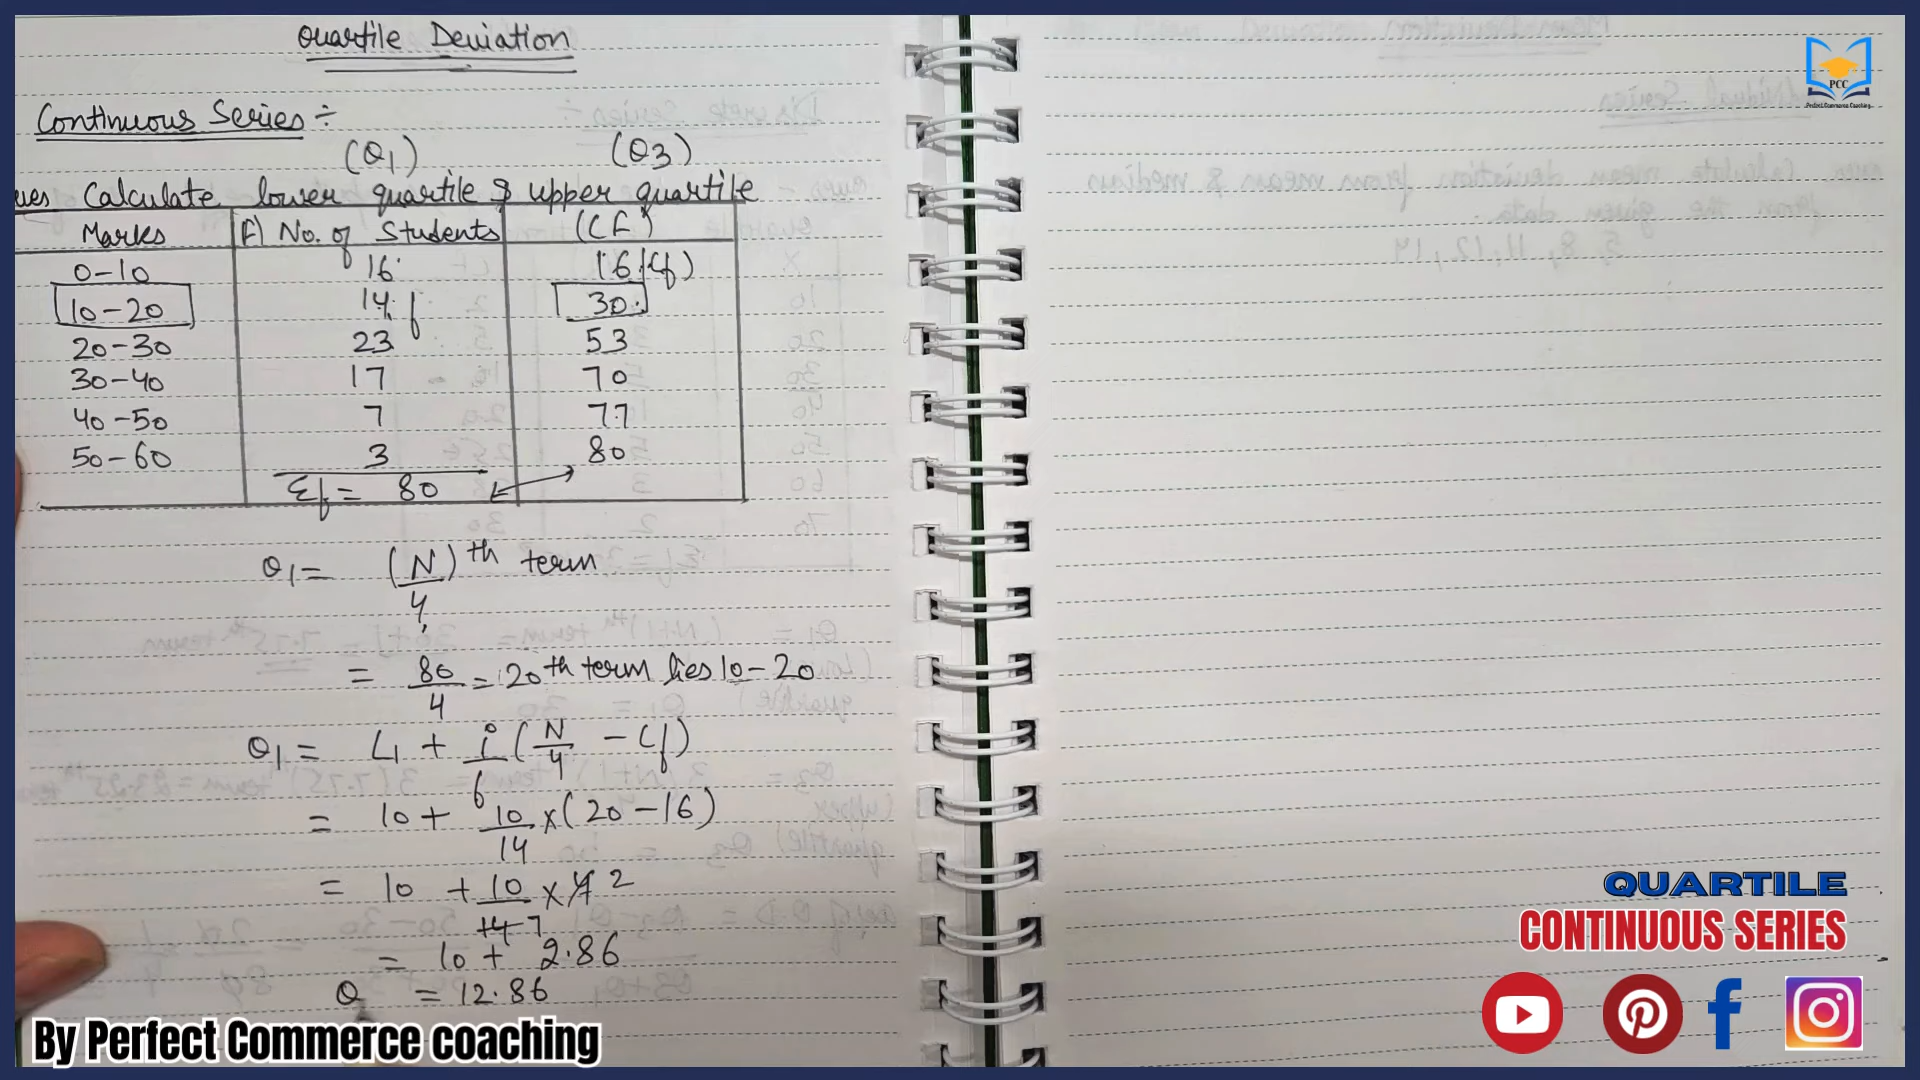 Quartile Deviation
Continuous Series ÷
(Q1) (Q3)
ues Calculate lower quartile & upper quartile
Marks (F) No. of Students (CF)
0-10 16 16 (Cf)
10-20 14 f 30
20-30 23 53
30-40 17 70
40-50 7 77
50-60 3 80
Σf = 80
Q1 = (N/4)th term
= 80/4 = 20th term lies 10-20
Q1 = L1 + i/f (N/4 - Cf)
= 10 + 10/14 × (20-16)
= 10 + 10/14 7 × 4 2
= 10 + 2.86
Q = 12.86
PCC
Perfect Commerce Coaching
QUARTILE
CONTINUOUS SERIES
By Perfect Commerce coaching